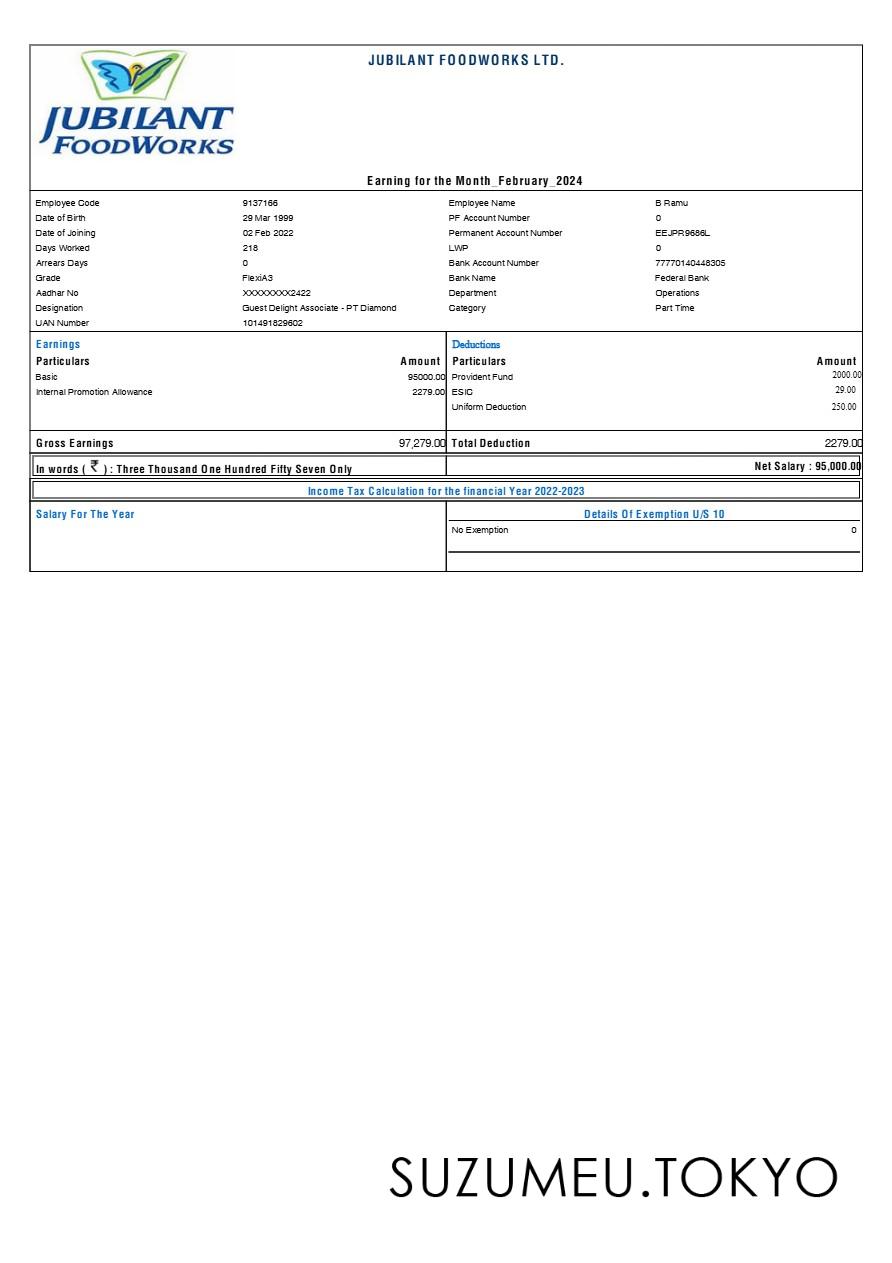 JUBILANT FOODWORKS LTD.
JUBILANT
FOODWORKS
Earning for the Month_February_2024
Employee Code 9137166 Employee Name B Ramu
Date of Birth 29 Mar 1999 PF Account Number 0
Date of Joining 02 Feb 2022 Permanent Account Number EEJPR9686L
Days Worked 218 LWP 0
Arrears Days 0 Bank Account Number 77770140448305
Grade FlexiA3 Bank Name Federal Bank
Aadhar No XXXXXXXX2422 Department Operations
Designation Guest Delight Associate - PT Diamond Category Part Time
UAN Number 101491829602
Earnings Deductions
Particulars Amount Particulars Amount
Basic 95000.00 Provident Fund 2000.00
Internal Promotion Allowance 2279.00 ESIC 29.00
Uniform Deduction 250.00
Gross Earnings 97,279.00 Total Deduction 2279.00
In words ( ₹ ) : Three Thousand One Hundred Fifty Seven Only Net Salary : 95,000.00
Income Tax Calculation for the financial Year 2022-2023
Salary For The Year Details Of Exemption U/S 10
No Exemption 0
SUZUMEU.TOKYO